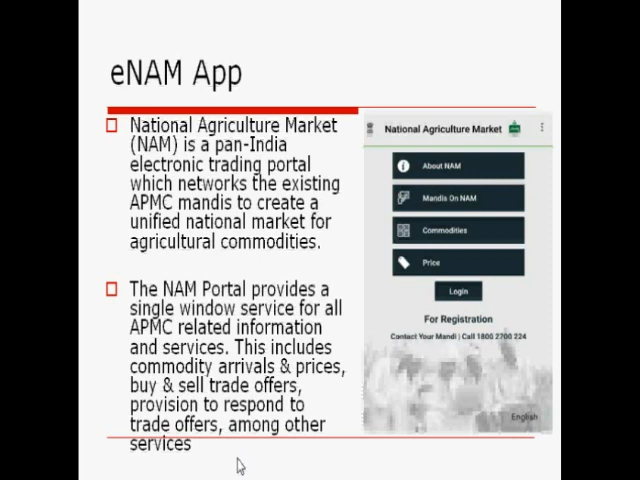 eNAM App
National Agriculture Market
(NAM) is a pan-India
electronic trading portal
which networks the existing
APMC mandis to create a
unified national market for
agricultural commodities.
The NAM Portal provides a
single window service for all
APMC related information
and services. This includes
commodity arrivals & prices,
buy & sell trade offers,
provision to respond to
trade offers, among other
services
National Agriculture Market
About NAM
Mandis On NAM
Commodities
Price
Login
For Registration
Contact Your Mandi | Call 1800 2700 224
English